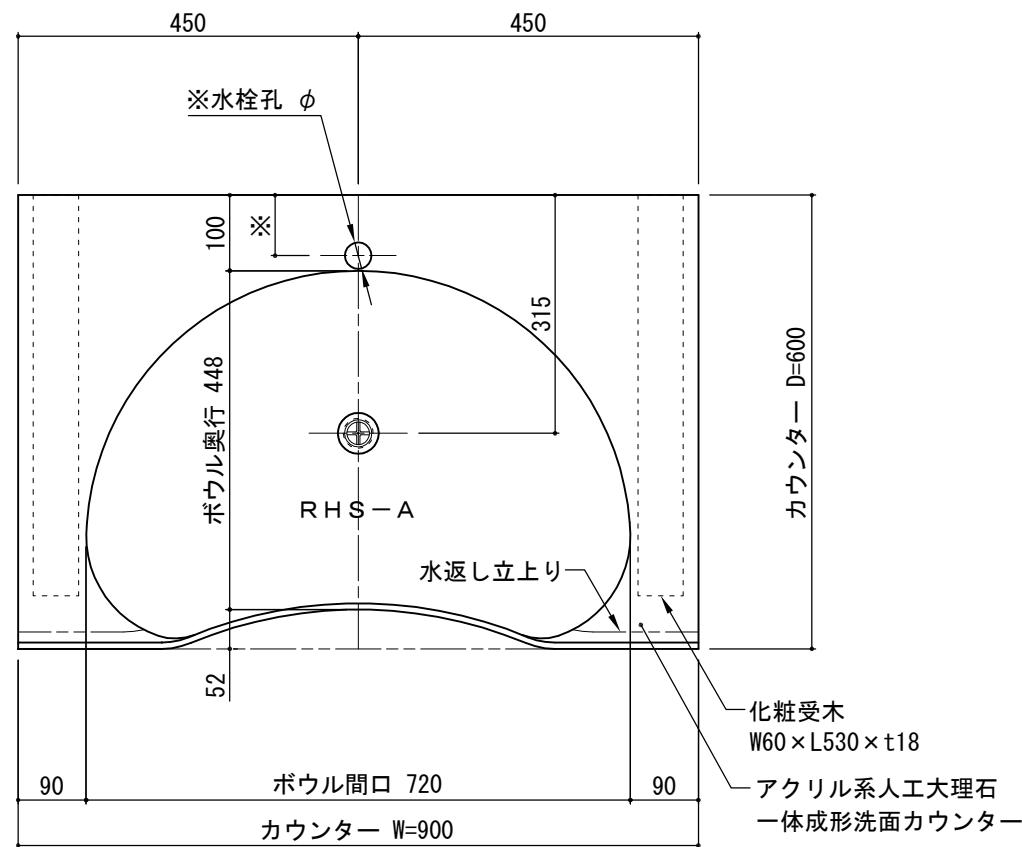 450
450
※水栓孔 φ
100
※
315
ボウル奥行 448
カウンター D=600
RHS－A
水返し立上り
52
化粧受木
W60×L530×t18
90
ボウル間口 720
90
アクリル系人工大理石
一体成形洗面カウンター
カウンター W=900